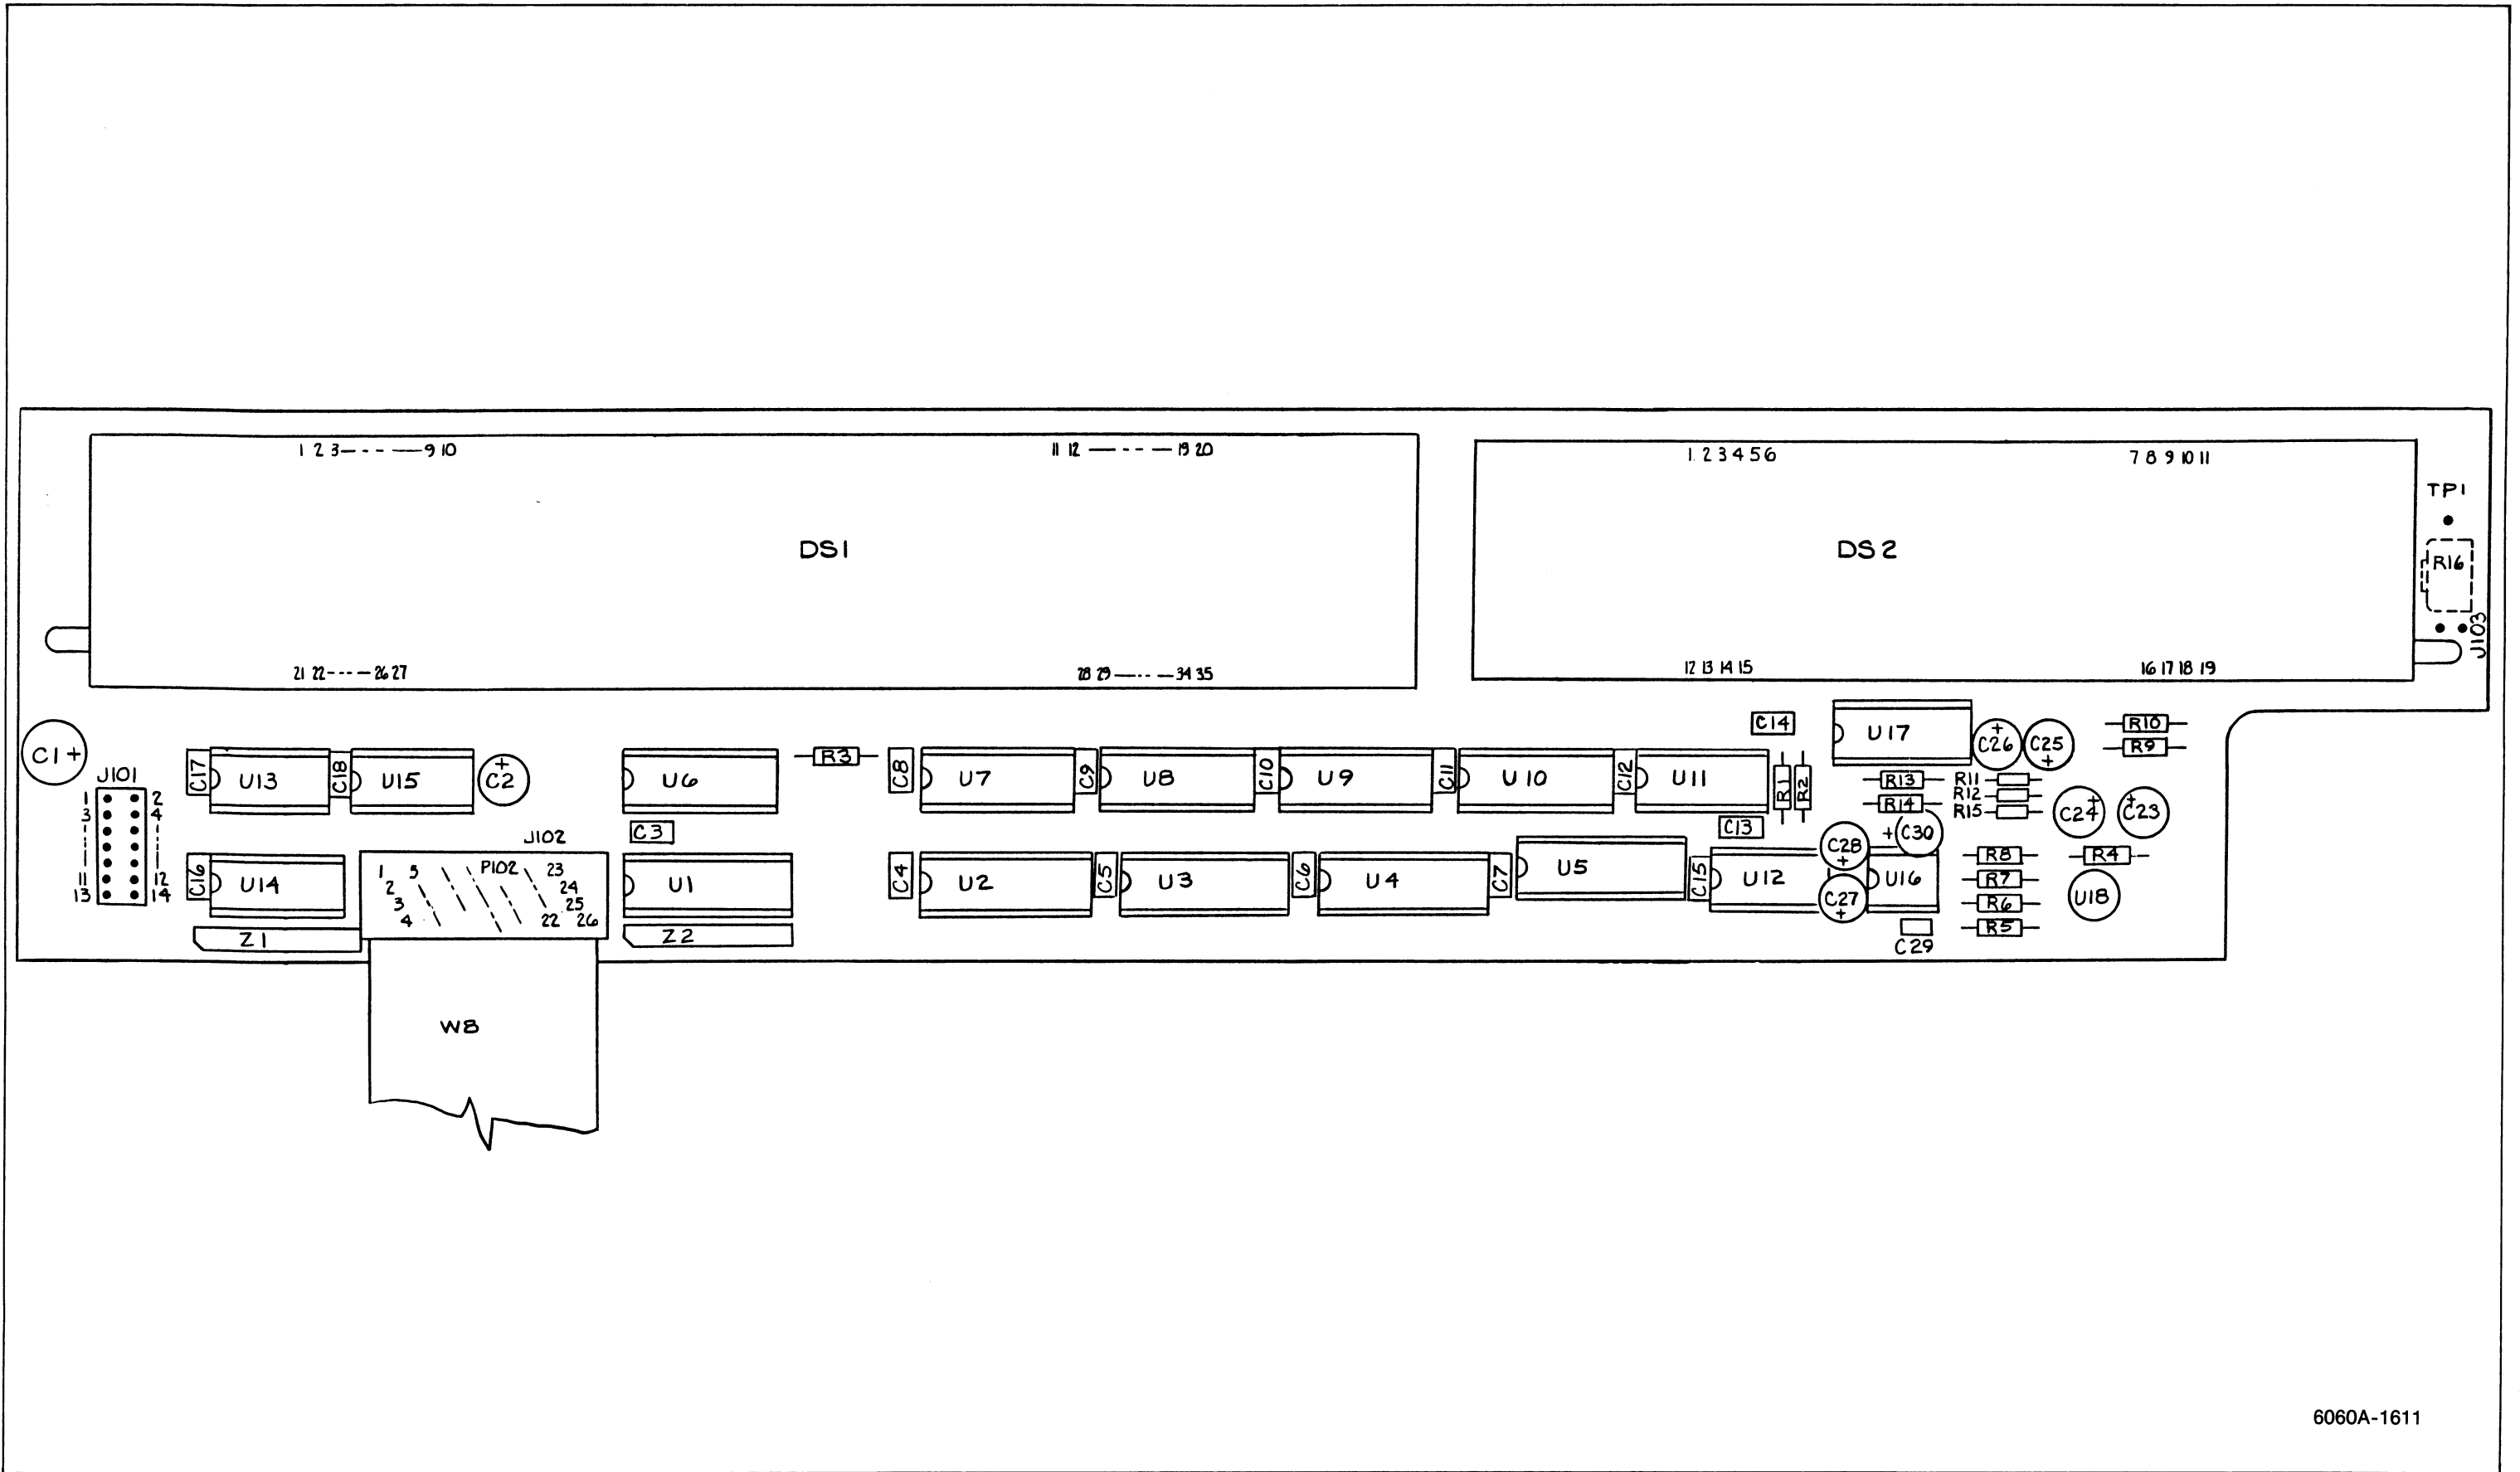 1 2 3---- —9 10
11 12 —--- — 19 20
1 2 3 4 5 6
7 8 9 10 11
TP1
DS1
DS2
R16
J103
21 22---- 26 27
28 29 —-- — 34 35
12 13 14 15
16 17 18 19
C1 +
J101
1 2
3 4
11 12
13 14
C17
U13
C18
U15
+
C2
U6
R3
C8
U7
C9
U8
C10
U9
C11
U10
C12
U11
C14
R1
R2
U17
+
C26
C25
+
R10
R9
R13
R14
R11
R12
R15
+
C24
+
C23
C3
C13
+
C30
C28
+
J102
C16
U14
P102
1
2
3
4
5
23
24
25
22 26
U1
C4
U2
C5
U3
C6
U4
C7
U5
C15
U12
C27
+
U16
R8
R7
R6
R5
R4
U18
Z1
Z2
C29
W8
6060A-1611